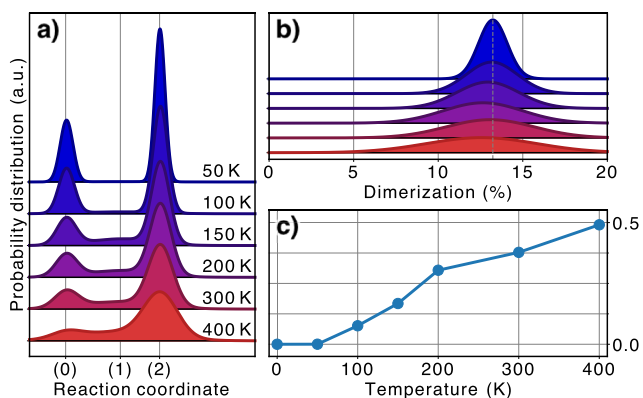 a)
Probability distribution (a.u.)
50 K
100 K
150 K
200 K
300 K
400 K
(0) (1) (2)
Reaction coordinate
b)
0 5 10 15 20
Dimerization (%)
c)
0.5
0.0
0 100 200 300 400
Temperature (K)